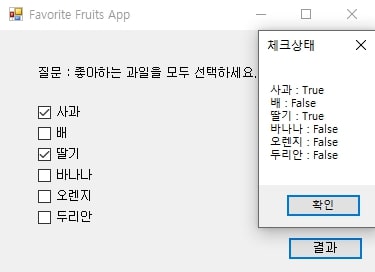 Favorite Fruits App
질문 : 좋아하는 과일을 모두 선택하세요.
사과
배
딸기
바나나
오렌지
두리안
결과
체크상태
사과 : True
배 : False
딸기 : True
바나나 : False
오렌지 : False
두리안 : False
확인